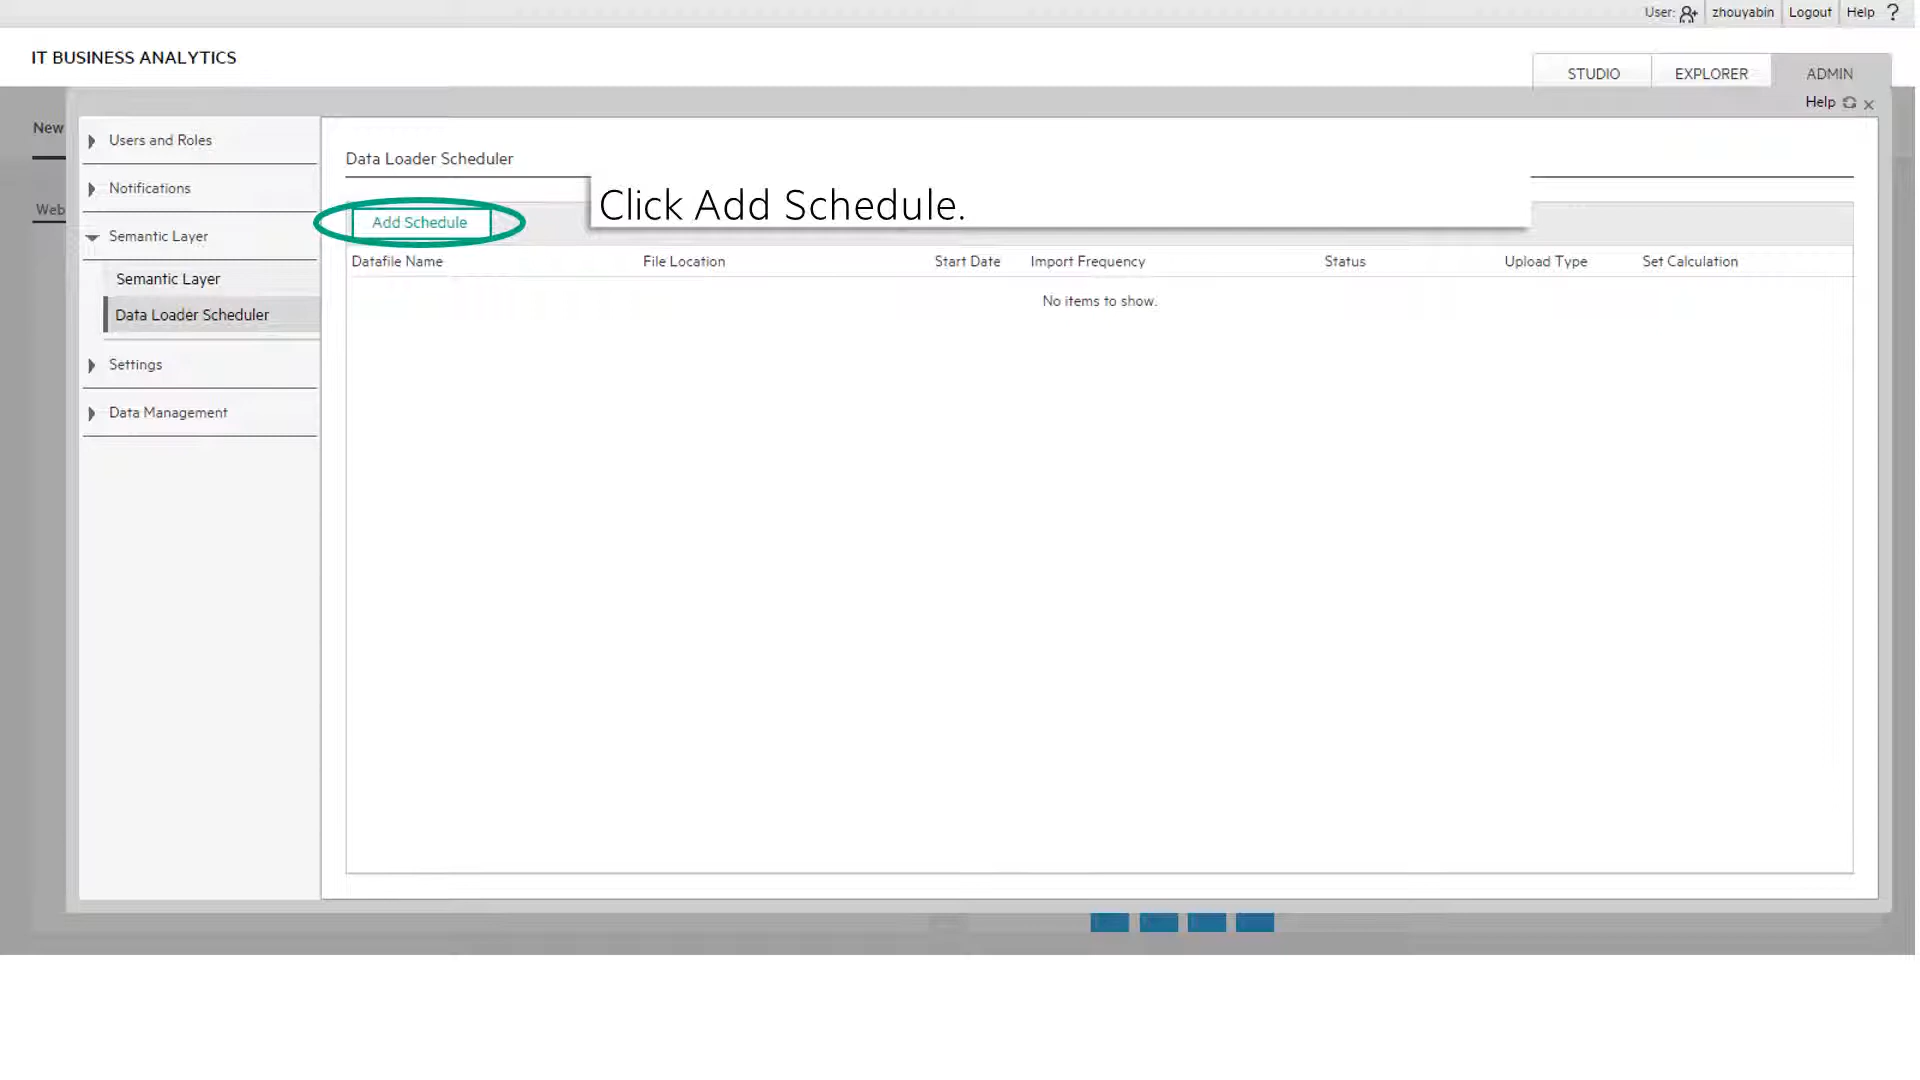 User: zhouyabin Logout Help ?
IT BUSINESS ANALYTICS
STUDIO EXPLORER ADMIN
Help
New
Web
Users and Roles
Notifications
Semantic Layer
Semantic Layer
Data Loader Scheduler
Settings
Data Management
Data Loader Scheduler
Click Add Schedule.
Add Schedule
Datafile Name File Location Start Date Import Frequency Status Upload Type Set Calculation
No items to show.